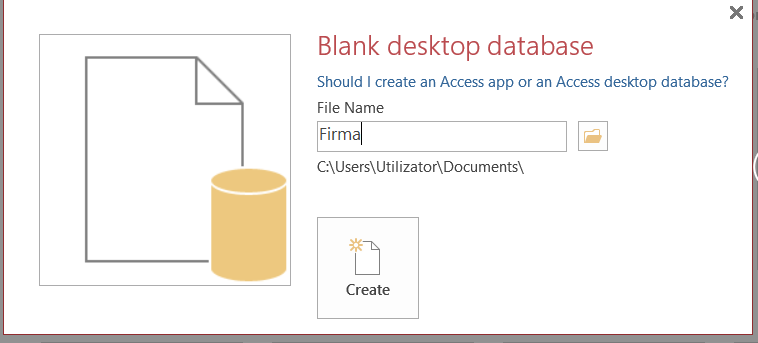 Blank desktop database
Should I create an Access app or an Access desktop database?
File Name
Firma
C:\Users\Utilizator\Documents\
Create